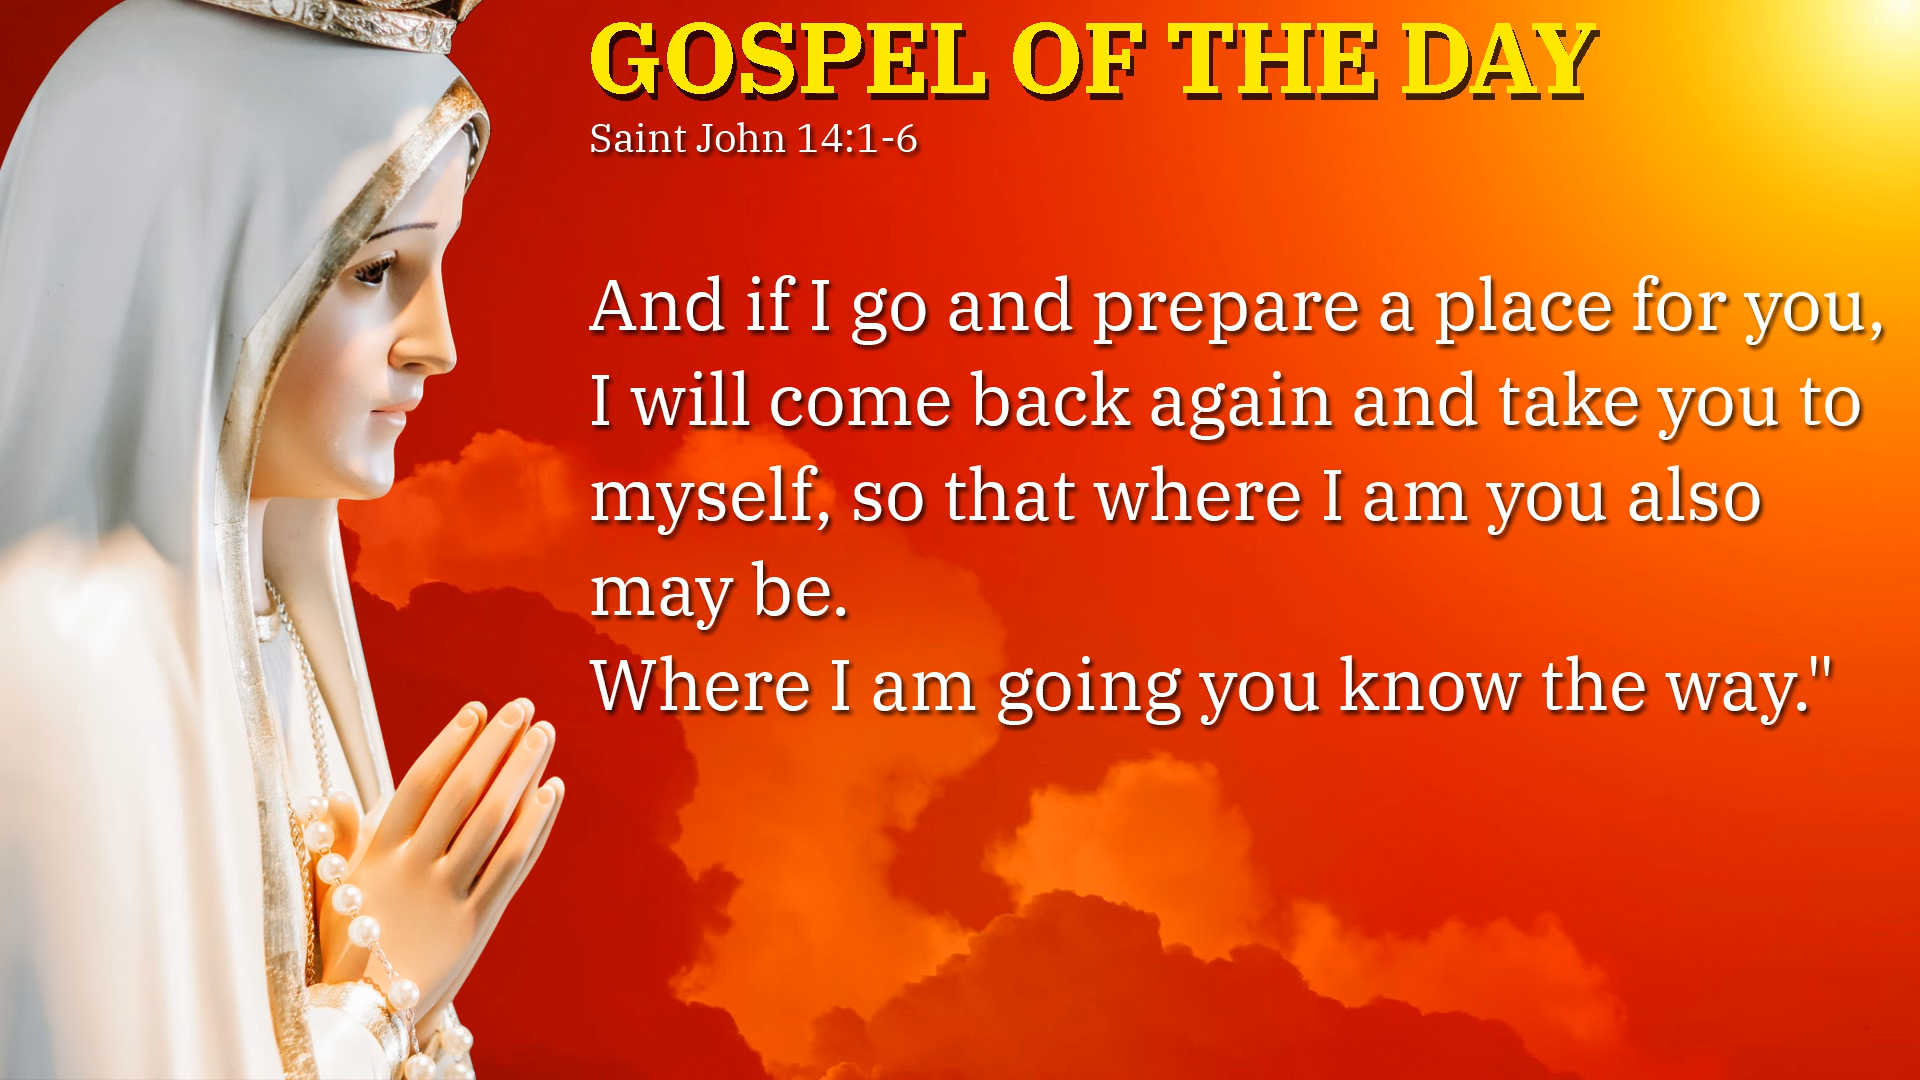 GOSPEL OF THE DAY
Saint John 14:1-6
And if I go and prepare a place for you,
I will come back again and take you to
myself, so that where I am you also
may be.
Where I am going you know the way."